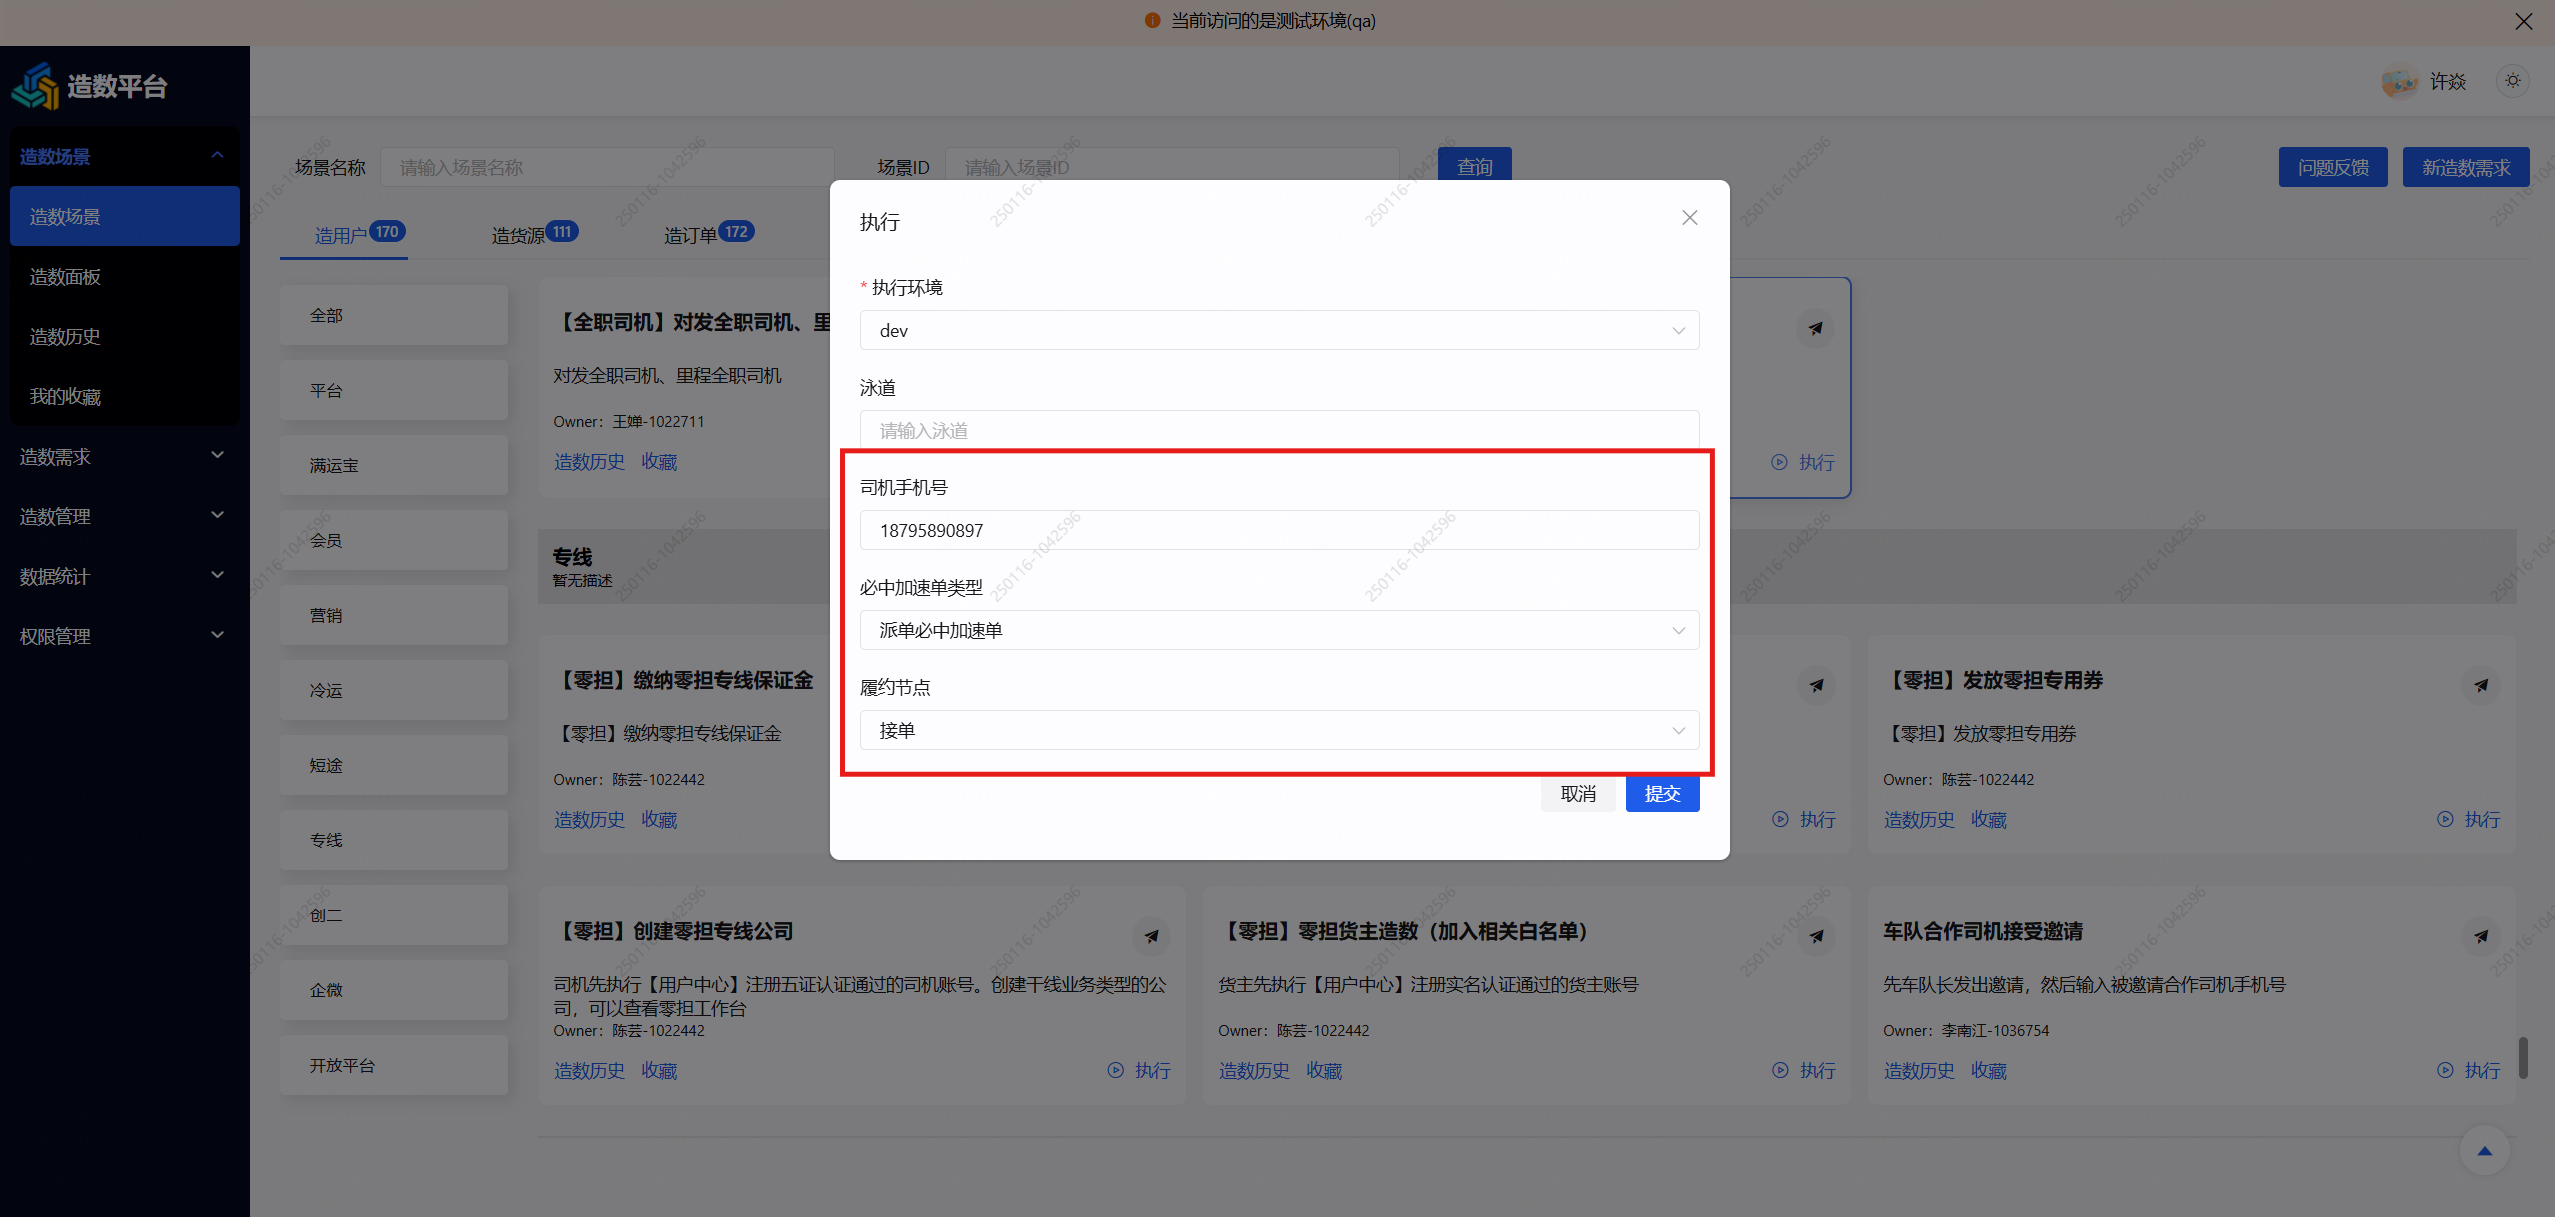 当前访问的是测试环境(qa)
造数平台
许焱
造数场景
造数场景
造数面板
造数历史
我的收藏
造数需求
造数管理
数据统计
权限管理
场景名称
请输入场景名称
场景ID
请输入场景ID
查询
问题反馈
新造数需求
造用户 170
造货源 111
造订单 172
全部
平台
满运宝
会员
营销
冷运
短途
专线
创二
企微
开放平台
【全职司机】对发全职司机、里
对发全职司机、里程全职司机
Owner：王婵-1022711
造数历史 收藏
执行
专线
暂无描述
【零担】缴纳零担专线保证金
【零担】缴纳零担专线保证金
Owner：陈芸-1022442
造数历史 收藏
执行
【零担】发放零担专用券
【零担】发放零担专用券
Owner：陈芸-1022442
造数历史 收藏
执行
【零担】创建零担专线公司
司机先执行【用户中心】注册五证认证通过的司机账号。创建干线业务类型的公
司，可以查看零担工作台
Owner：陈芸-1022442
造数历史 收藏
执行
【零担】零担货主造数（加入相关白名单）
货主先执行【用户中心】注册实名认证通过的货主账号
Owner：陈芸-1022442
造数历史 收藏
执行
车队合作司机接受邀请
先车队长发出邀请，然后输入被邀请合作司机手机号
Owner：李南江-1036754
造数历史 收藏
执行
执行
* 执行环境
dev
泳道
请输入泳道
司机手机号
18795890897
必中加速单类型
派单必中加速单
履约节点
接单
取消
提交
250116-1042596